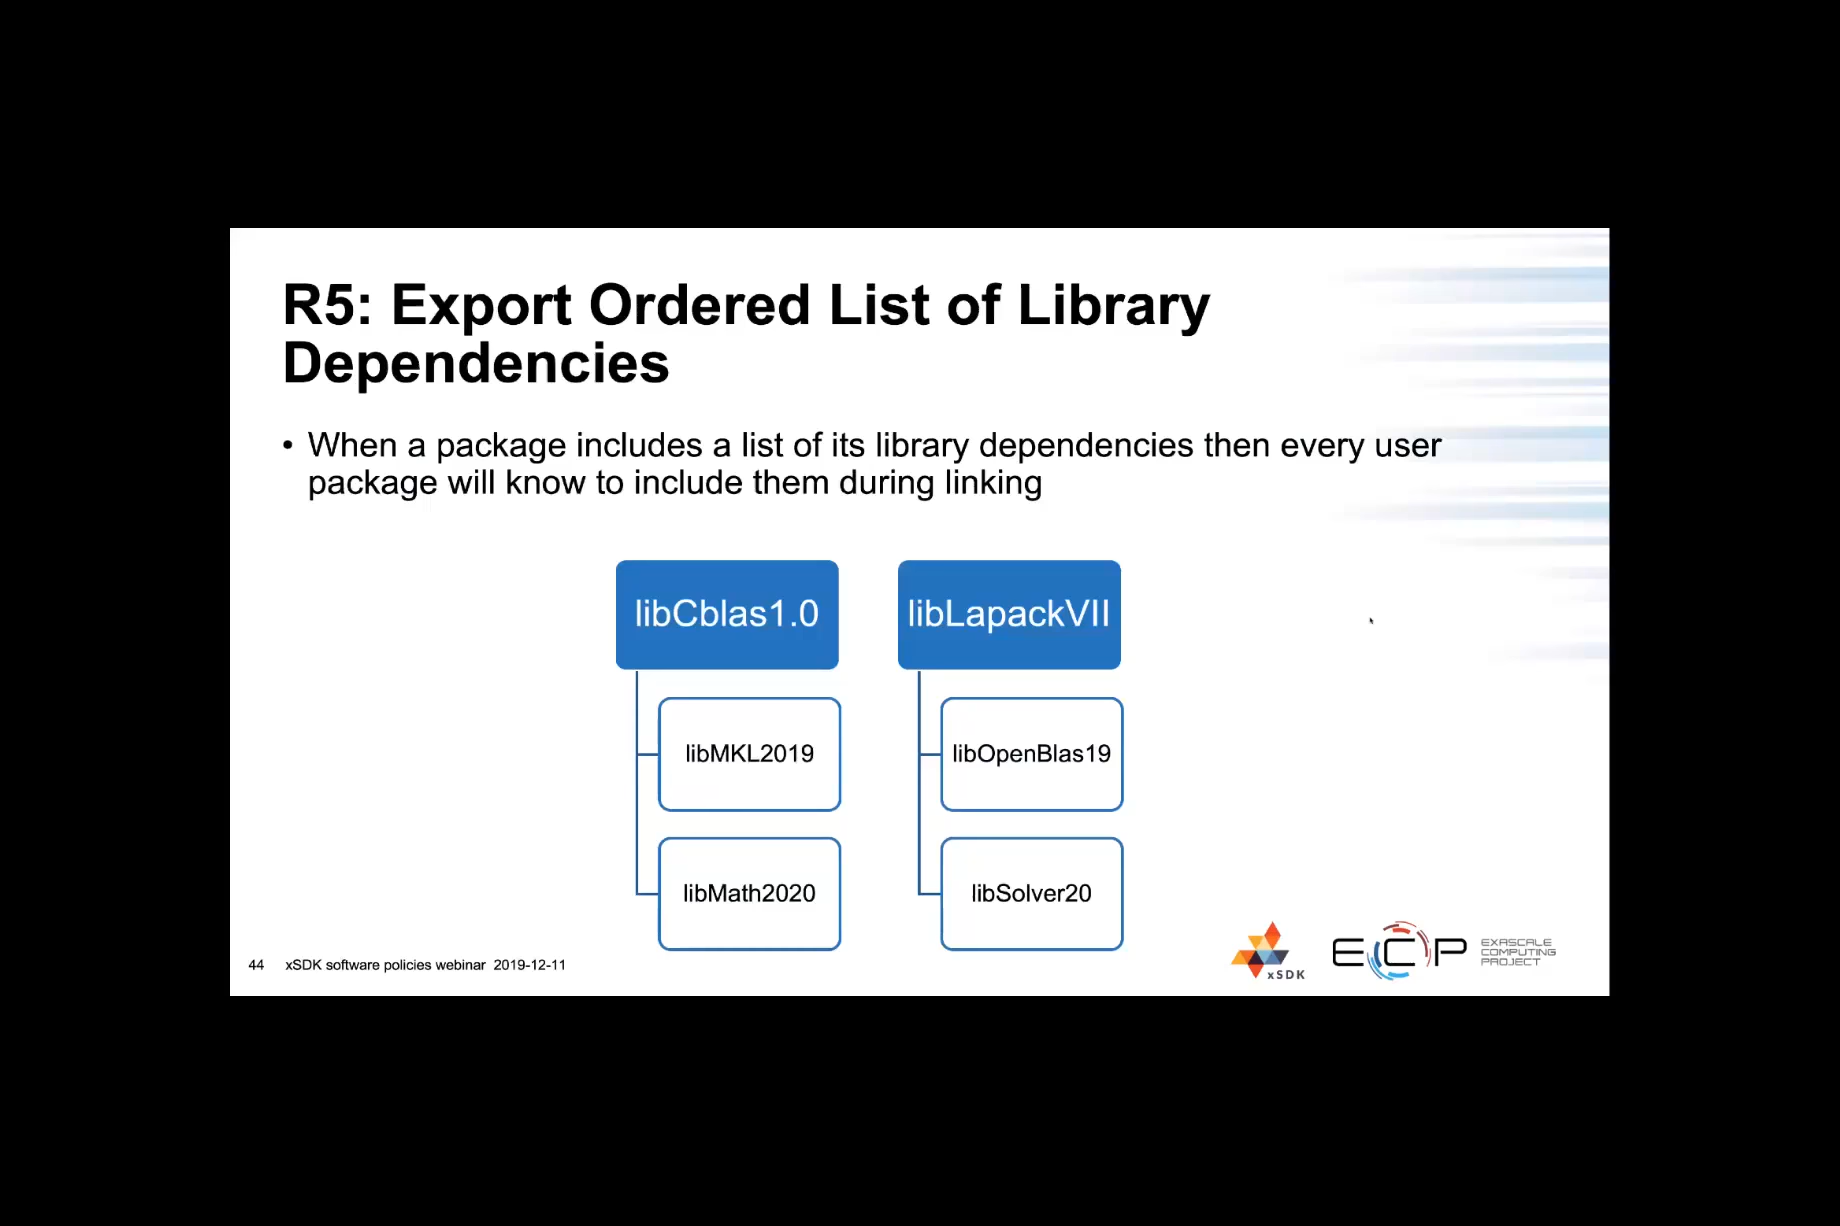 R5: Export Ordered List of Library
Dependencies
• When a package includes a list of its library dependencies then every user
package will know to include them during linking
libCblas1.0
libLapackVII
libMKL2019
libOpenBlas19
libMath2020
libSolver20
44 xSDK software policies webinar 2019-12-11
xSDK
ECP
EXASCALE
COMPUTING
PROJECT